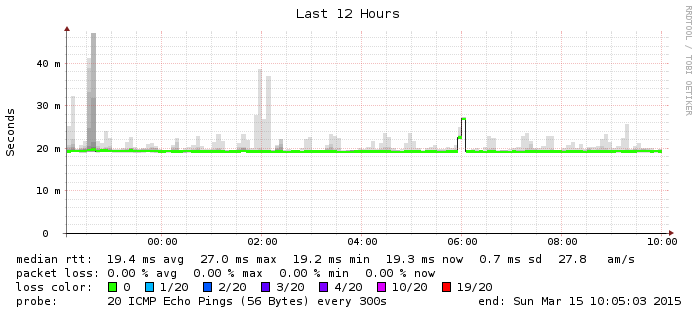 Last 12 Hours
RRDTOOL / TOBI OETIKER
Seconds
40 m
30 m
20 m
10 m
0
00:00 02:00 04:00 06:00 08:00 10:00
median rtt: 19.4 ms avg 27.0 ms max 19.2 ms min 19.3 ms now 0.7 ms sd 27.8 am/s
packet loss: 0.00 % avg 0.00 % max 0.00 % min 0.00 % now
loss color: 0 1/20 2/20 3/20 4/20 10/20 19/20
probe: 20 ICMP Echo Pings (56 Bytes) every 300s end: Sun Mar 15 10:05:03 2015